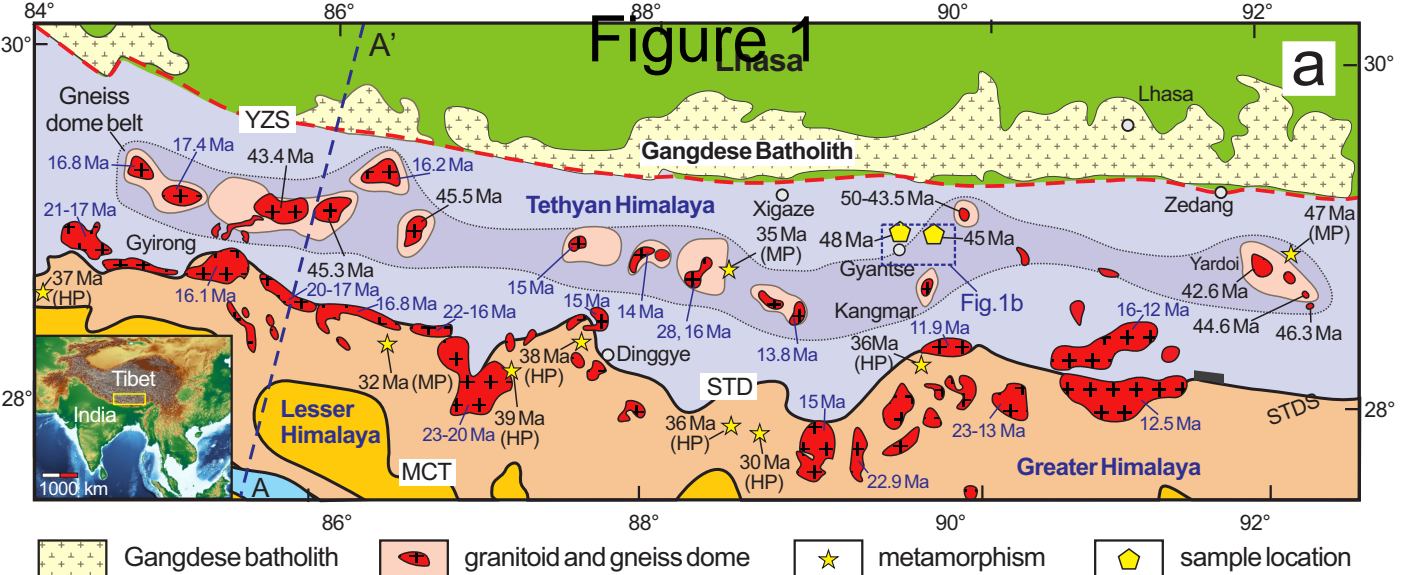 84°
86°
88°
90°
92°
Figure 1
A'
Lhasa
a
30°
30°
Gneiss
dome belt
YZS
Lhasa
16.8 Ma
17.4 Ma
43.4 Ma
16.2 Ma
Gangdese Batholith
45.5 Ma
Tethyan Himalaya
Xigaze
50-43.5 Ma
Zedang
47 Ma
(MP)
21-17 Ma
Gyirong
35 Ma
(MP)
48 Ma
45 Ma
Gyantse
Yardoi
37 Ma
(HP)
16.1 Ma
45.3 Ma
20-17 Ma
15 Ma
14 Ma
28, 16 Ma
Kangmar
Fig.1b
42.6 Ma
44.6 Ma
46.3 Ma
16.8 Ma
22-16 Ma
15 Ma
13.8 Ma
11.9 Ma
16-12 Ma
38 Ma
(HP)
Dinggye
36Ma
(HP)
32 Ma (MP)
39 Ma
(HP)
STD
28°
28°
STDS
Tibet
India
1000 km
Lesser
Himalaya
23-20 Ma
MCT
A
36 Ma
(HP)
30 Ma
(HP)
15 Ma
22.9 Ma
23-13 Ma
12.5 Ma
Greater Himalaya
86°
88°
90°
92°
Gangdese batholith
granitoid and gneiss dome
metamorphism
sample location